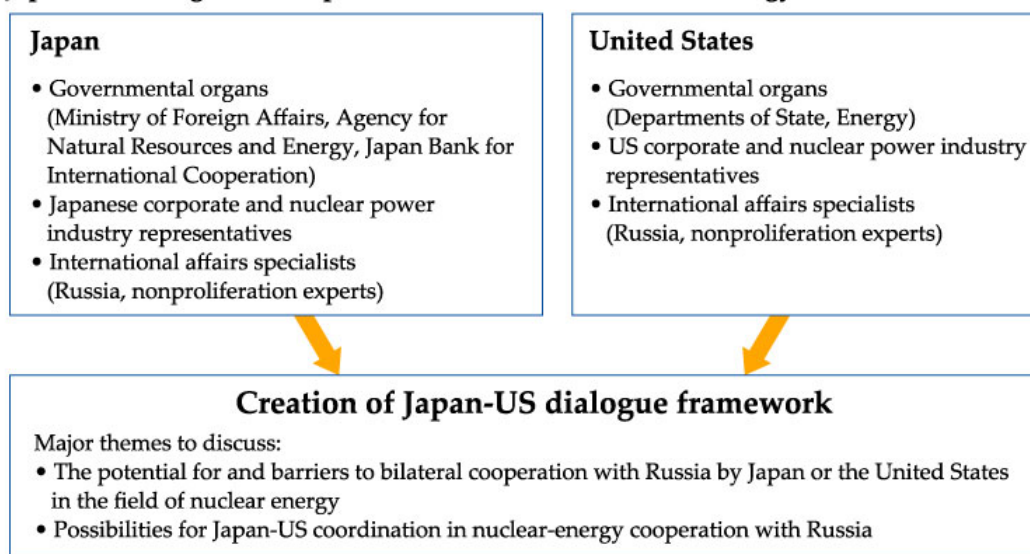 Japan
• Governmental organs
(Ministry of Foreign Affairs, Agency for
Natural Resources and Energy, Japan Bank for
International Cooperation)
• Japanese corporate and nuclear power
industry representatives
• International affairs specialists
(Russia, nonproliferation experts)
United States
• Governmental organs
(Departments of State, Energy)
• US corporate and nuclear power industry
representatives
• International affairs specialists
(Russia, nonproliferation experts)
Creation of Japan-US dialogue framework
Major themes to discuss:
• The potential for and barriers to bilateral cooperation with Russia by Japan or the United States
in the field of nuclear energy
• Possibilities for Japan-US coordination in nuclear-energy cooperation with Russia